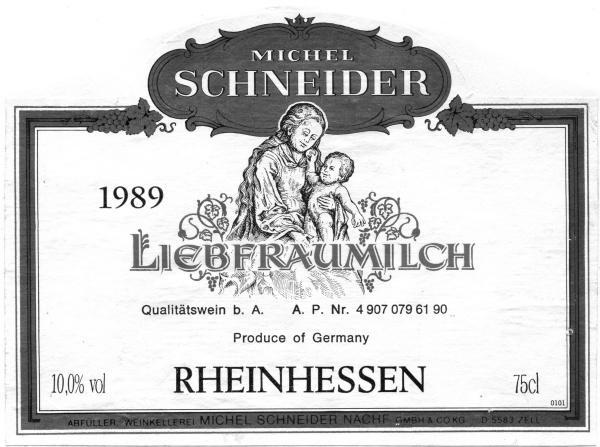 MICHEL
SCHNEIDER
1989
LIEBFRAUMILCH
Qualitätswein b. A. A. P. Nr. 4 907 079 61 90
Produce of Germany
10,0% vol RHEINHESSEN 75cl
0101
ABFÜLLER: WEINKELLEREI MICHEL SCHNEIDER NACHF. GMBH & CO KG D 5583 ZELL